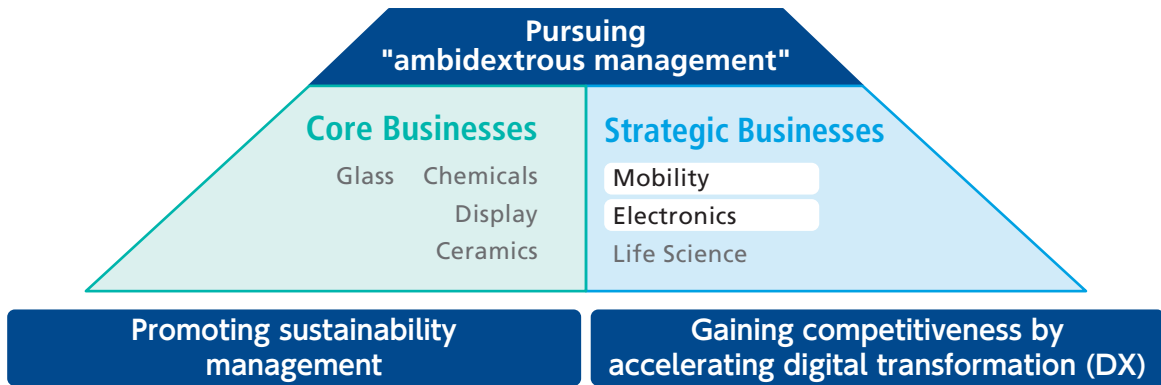 Pursuing
"ambidextrous management"
Core Businesses
Glass Chemicals
Display
Ceramics
Strategic Businesses
Mobility
Electronics
Life Science
Promoting sustainability
management
Gaining competitiveness by
accelerating digital transformation (DX)